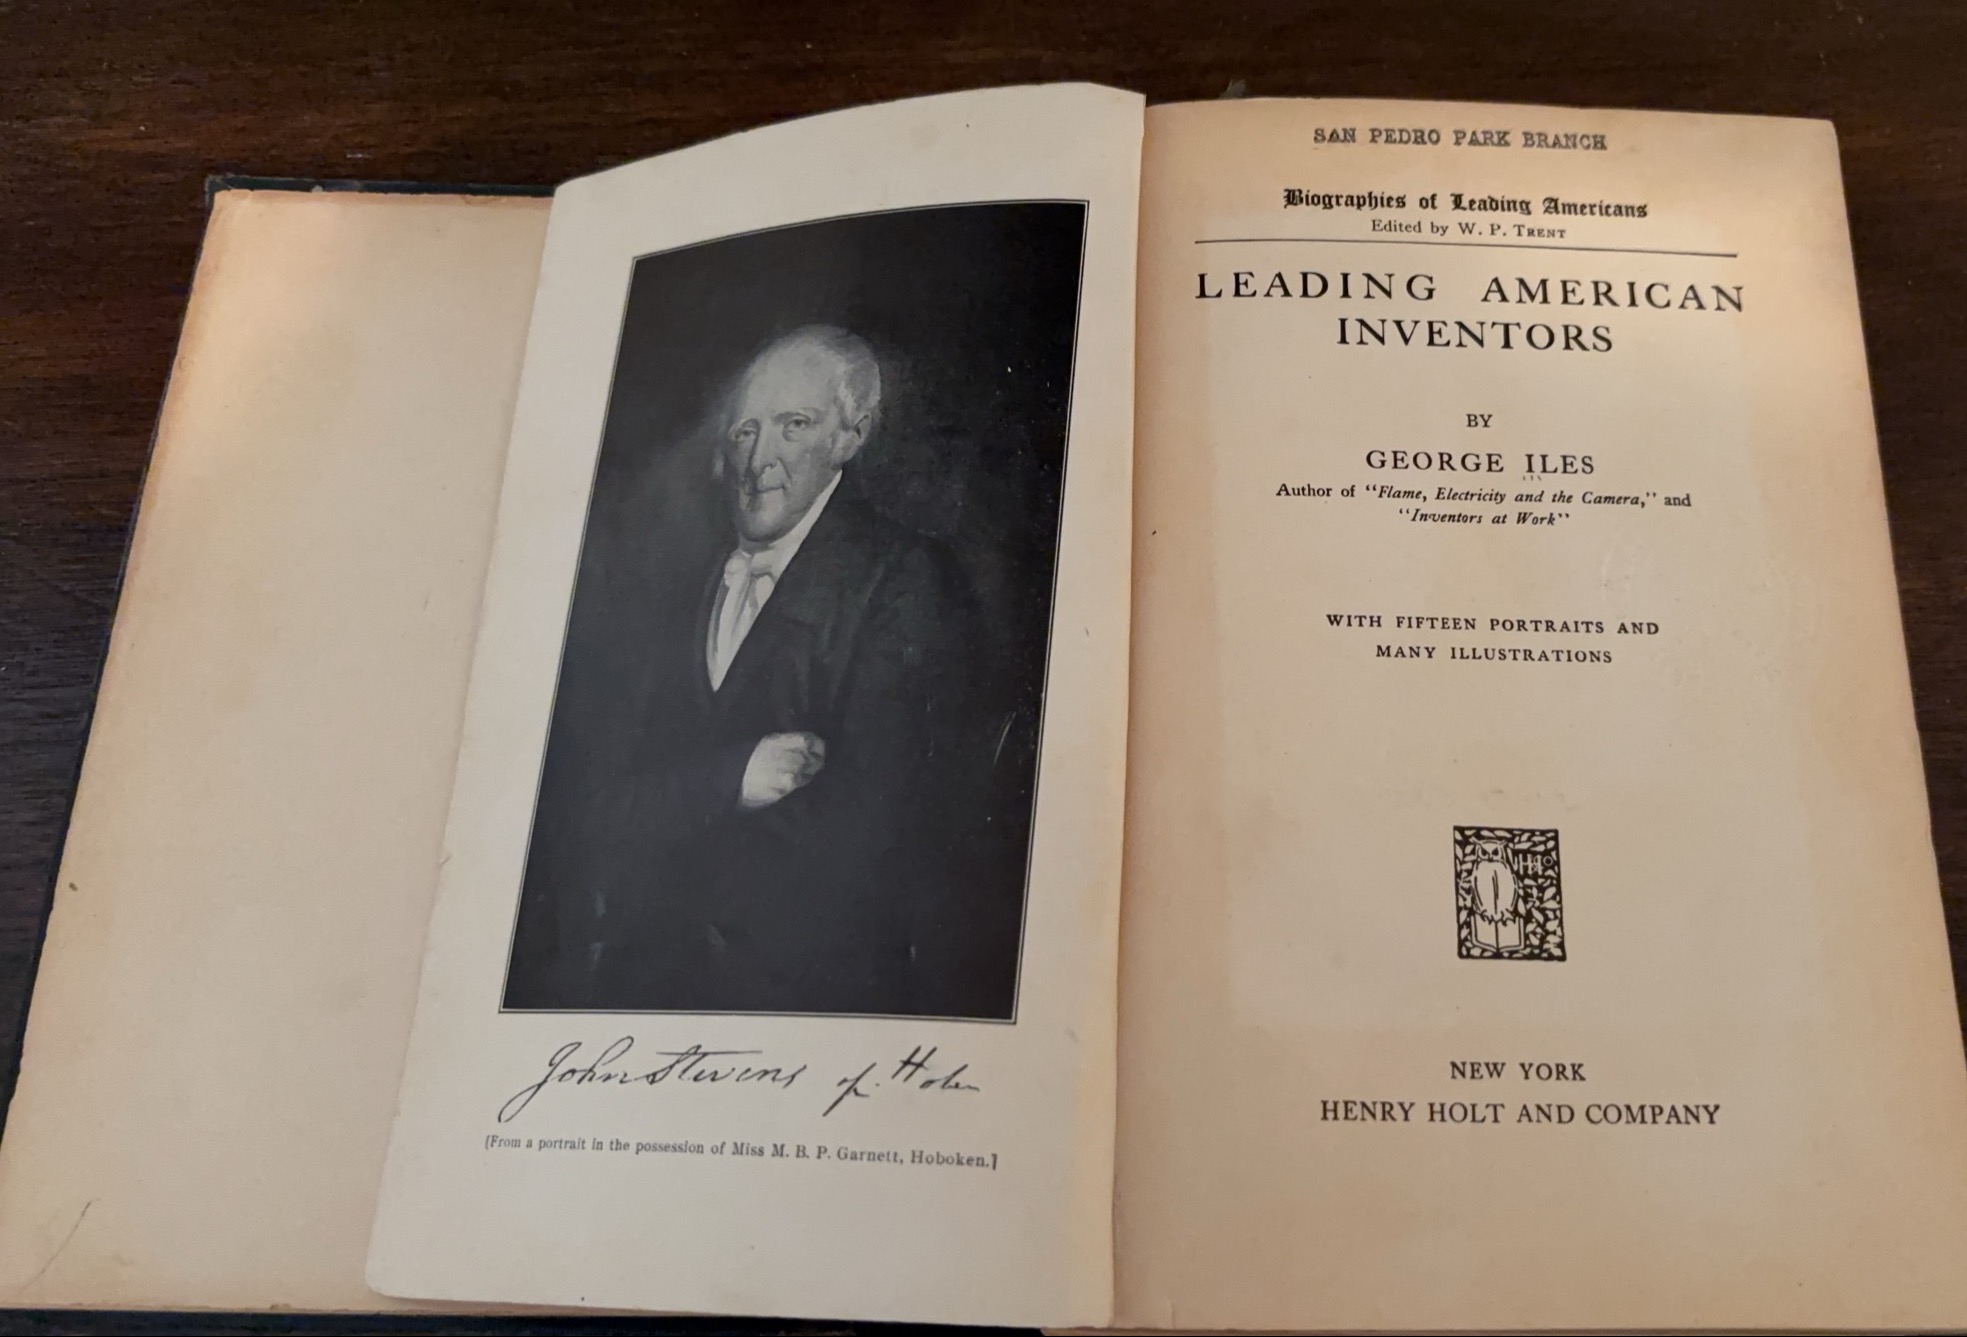 John Stevens of Hoboken
[From a portrait in the possession of Miss M. B. P. Garnett, Hoboken.]
SAN PEDRO PARK BRANCH
Biographies of Leading Americans
Edited by W. P. TRENT
LEADING AMERICAN
INVENTORS
BY
GEORGE ILES
Author of "Flame, Electricity and the Camera," and
"Inventors at Work"
WITH FIFTEEN PORTRAITS AND
MANY ILLUSTRATIONS
NEW YORK
HENRY HOLT AND COMPANY